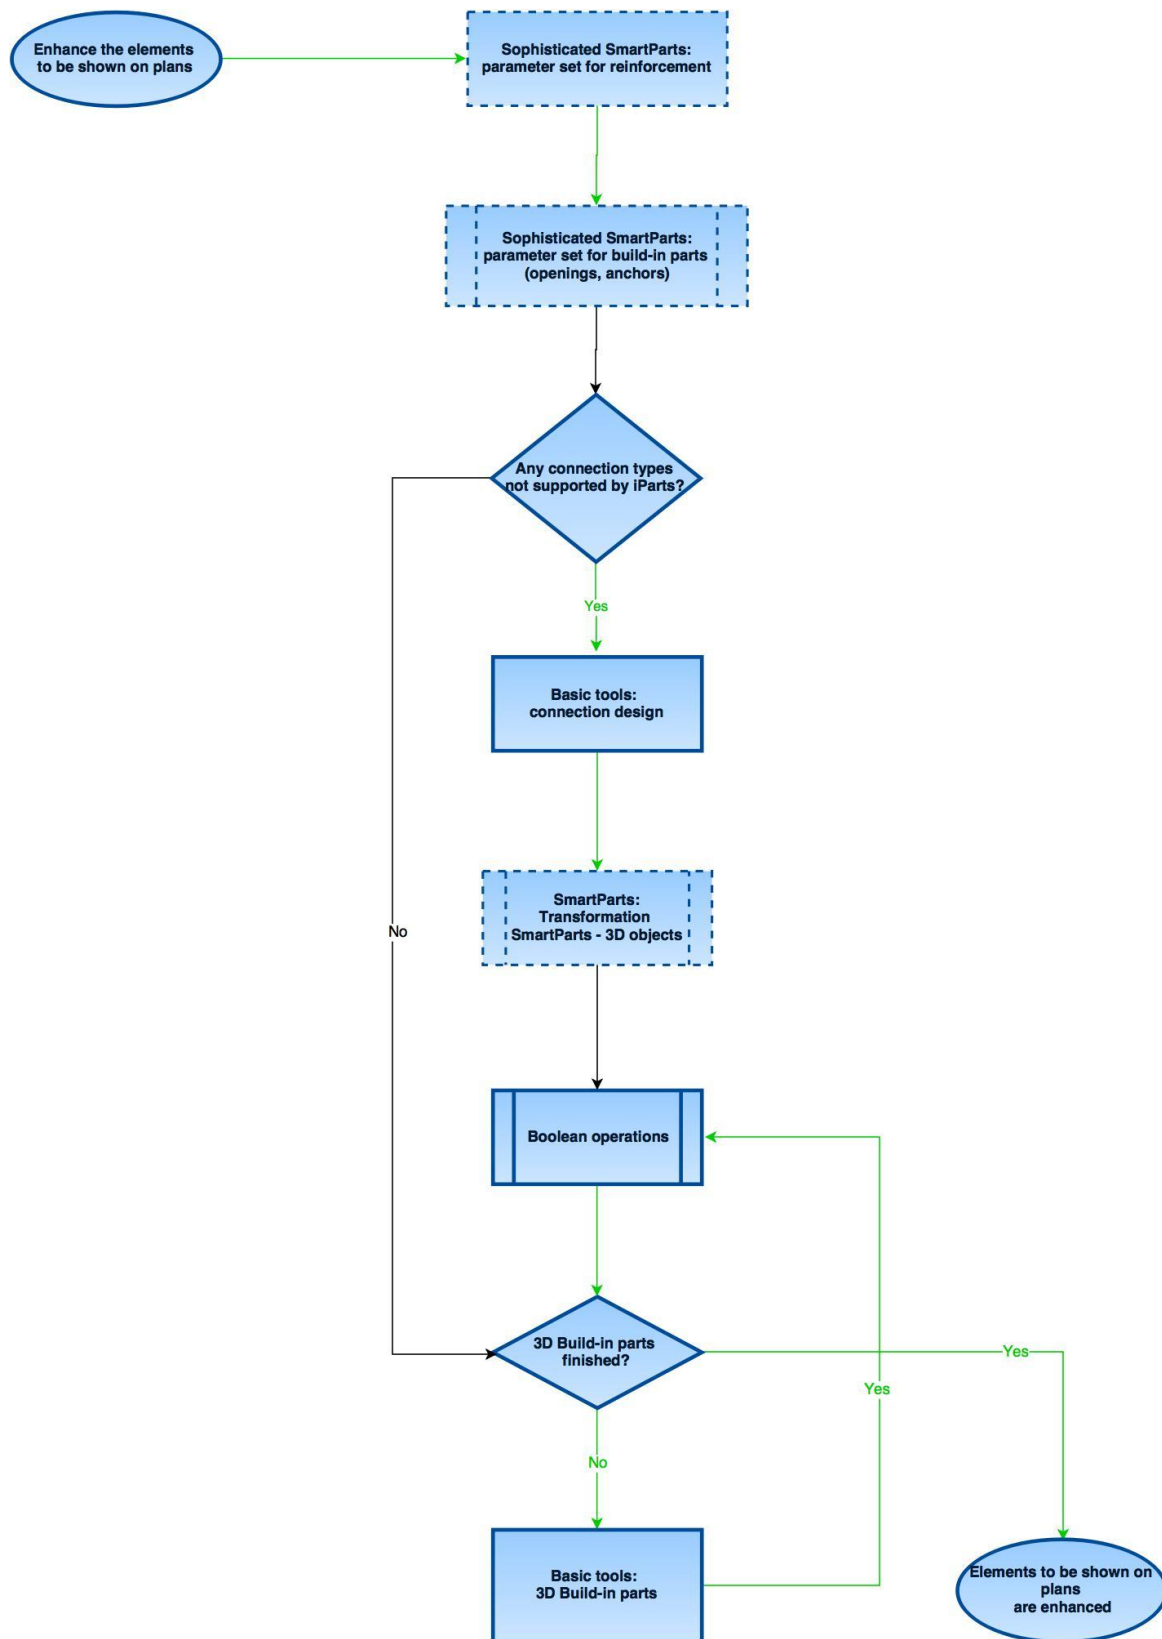 Enhance the elements
to be shown on plans
Sophisticated SmartParts:
parameter set for reinforcement
Sophisticated SmartParts:
parameter set for build-in parts
(openings, anchors)
Any connection types
not supported by iParts?
Yes
Basic tools:
connection design
SmartParts:
Transformation
SmartParts - 3D objects
No
Boolean operations
3D Build-in parts
finished?
Yes
Yes
No
Basic tools:
3D Build-in parts
Elements to be shown on
plans
are enhanced